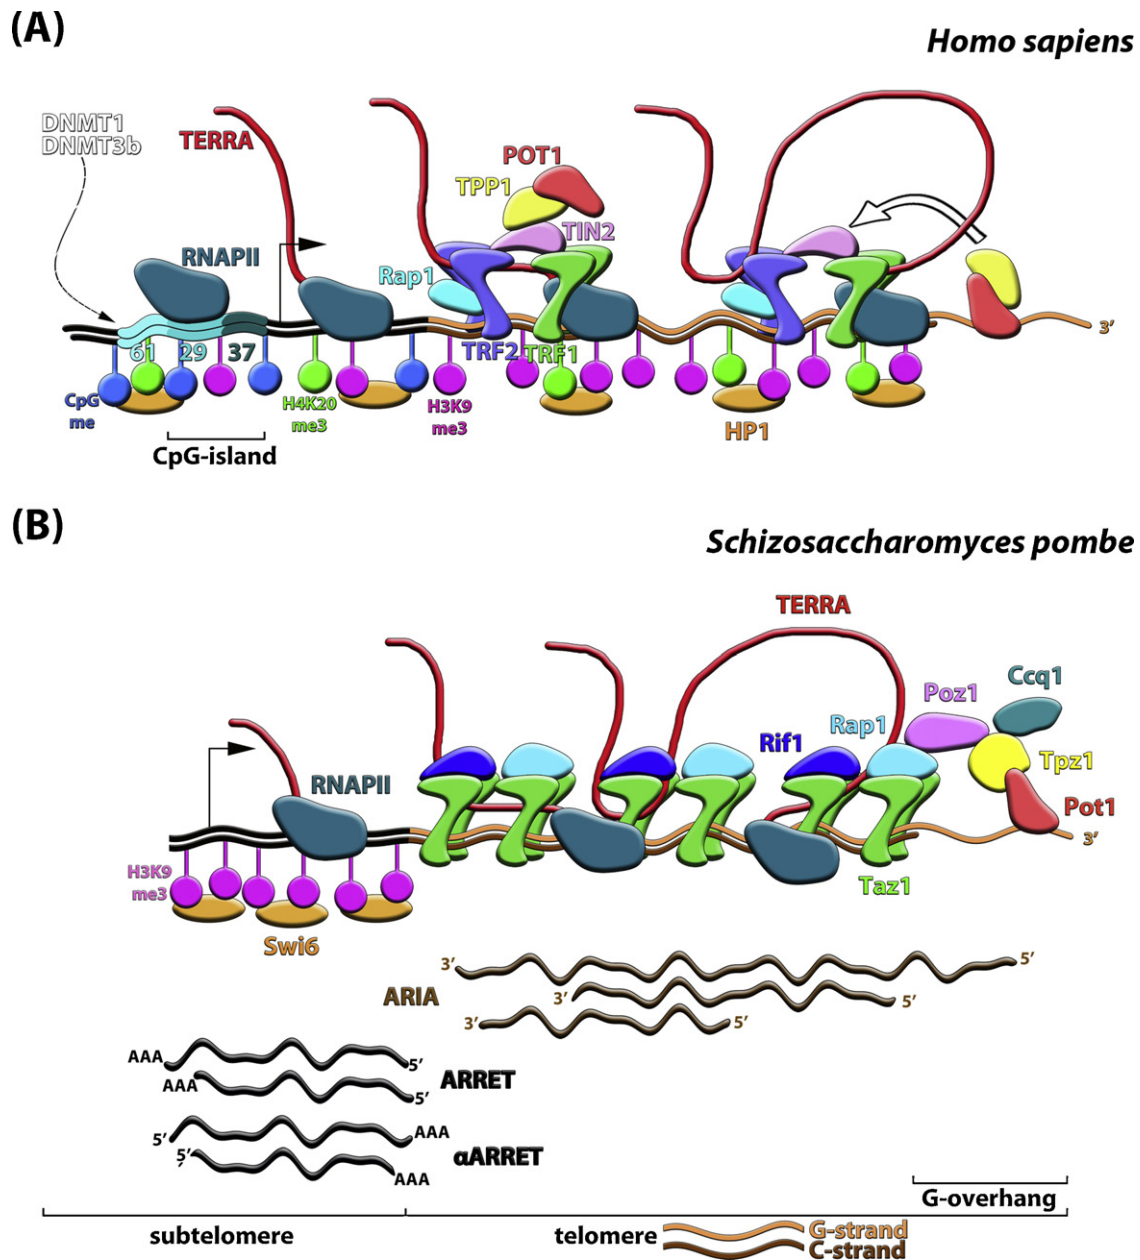 (A)
Homo sapiens
DNMT1
DNMT3b
TERRA
POT1
TPP1
TIN2
RNAPII
Rap1
61 29 37
TRF2 TRF1
3′
CpG
me
H4K20
me3
H3K9
me3
HP1
CpG-island
(B)
Schizosaccharomyces pombe
TERRA
Ccq1
Poz1
Rap1
Rif1
Tpz1
RNAPII
Pot1
3′
H3K9
me3
Taz1
Swi6
3′ 5′
ARIA
3′ 5′
3′ 5′
AAA 5′
ARRET
AAA 5′
5′ AAA
αARRET
5′ AAA
G-overhang
subtelomere
telomere
G-strand
C-strand